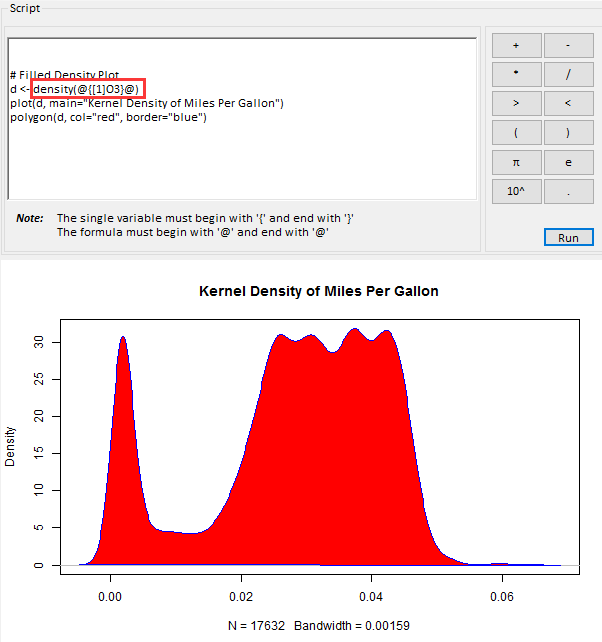 Script
# Filled Density Plot
d <- density(@{[1]O3}@)
plot(d, main="Kernel Density of Miles Per Gallon")
polygon(d, col="red", border="blue")
+ -
* /
> <
( )
π e
10^ .
Note: The single variable must begin with '{' and end with '}'
The formula must begin with '@' and end with '@'
Run
Kernel Density of Miles Per Gallon
Density
30
25
20
15
10
5
0
0.00 0.02 0.04 0.06
N = 17632 Bandwidth = 0.00159